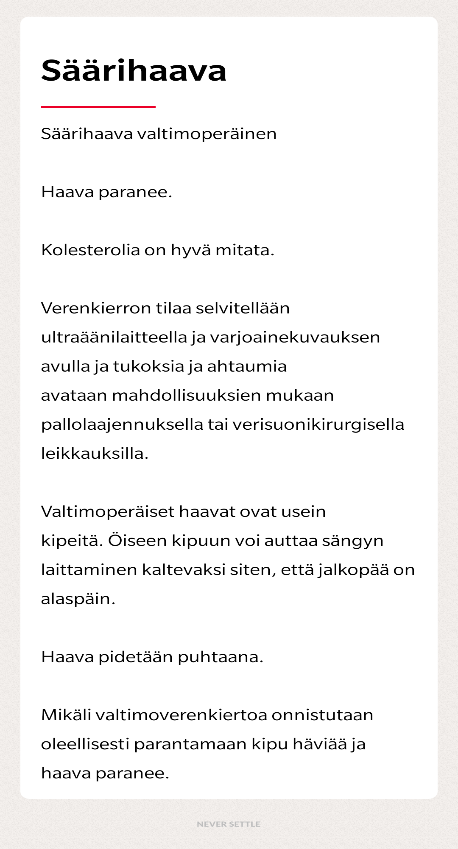 Säärihaava
Säärihaava valtimoperäinen
Haava paranee.
Kolesterolia on hyvä mitata.
Verenkierron tilaa selvitellään
ultraäänilaitteella ja varjoainekuvauksen
avulla ja tukoksia ja ahtaumia
avataan mahdollisuuksien mukaan
pallolaajennuksella tai verisuonikirurgisella
leikkauksilla.
Valtimoperäiset haavat ovat usein
kipeitä. Öiseen kipuun voi auttaa sängyn
laittaminen kaltevaksi siten, että jalkopää on
alaspäin.
Haava pidetään puhtaana.
Mikäli valtimoverenkiertoa onnistutaan
oleellisesti parantamaan kipu häviää ja
haava paranee.
NEVER SETTLE